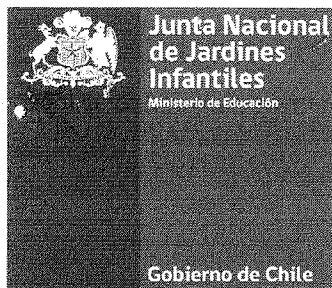 Junta Nacional
de Jardines
Infantiles
Ministerio de Educación
Gobierno de Chile